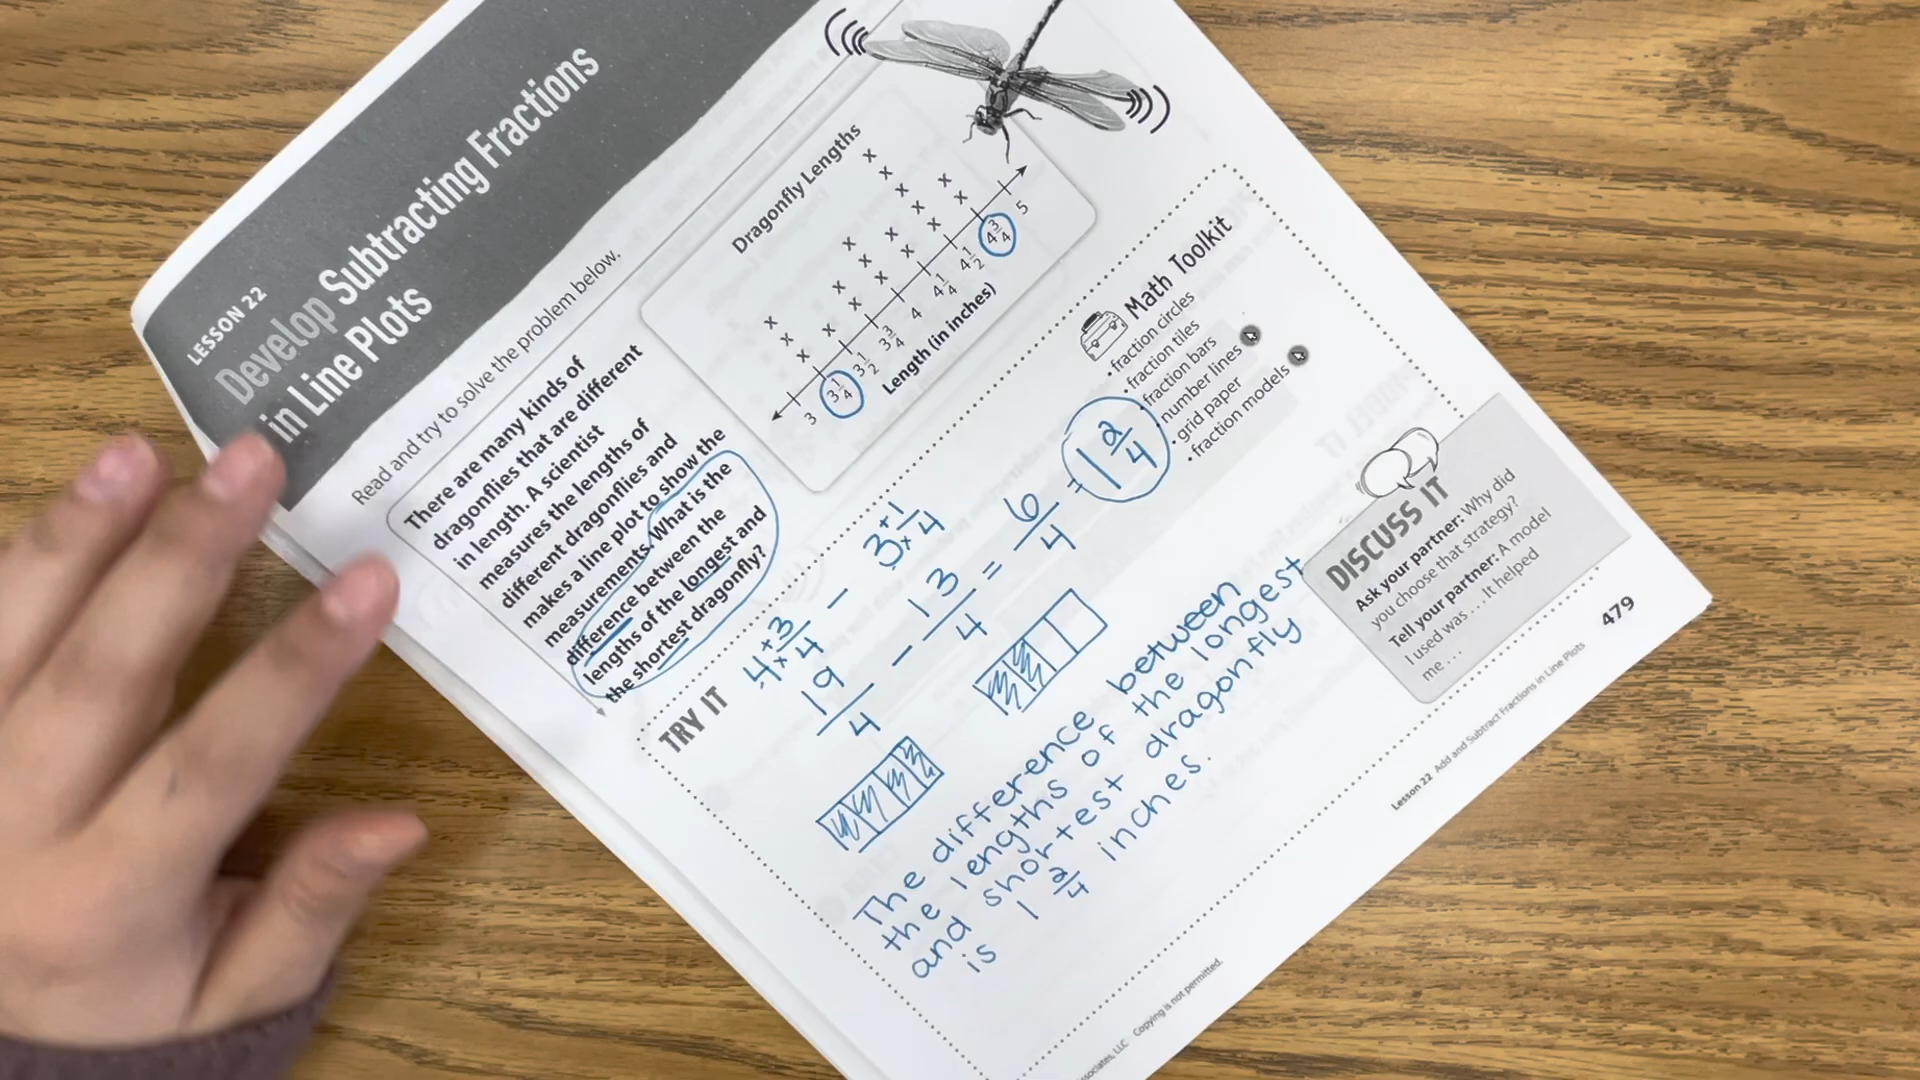 LESSON 22
Develop Subtracting Fractions
in Line Plots
Read and try to solve the problem below.
There are many kinds of
dragonflies that are different
in length. A scientist
measures the lengths of
different dragonflies and
makes a line plot to show the
measurements. What is the
difference between the
lengths of the longest and
the shortest dragonfly?
Dragonfly Lengths
3 3 1/4 3 1/2 3 3/4 4 4 1/4 4 1/2 4 3/4 5
Length (in inches)
TRY IT
4 3/4 − 3 1/4
+ +
x x
19/4 − 13/4 = 6/4 = 1 2/4
The difference between
the lengths of the longest
and shortest dragonfly
is 1 2/4 inches.
Math Toolkit
• fraction circles
• fraction tiles
• fraction bars
• number lines
• grid paper
• fraction models
DISCUSS IT
Ask your partner: Why did
you choose that strategy?
Tell your partner: A model
I used was . . . It helped
me . . .
ssociates, LLC Copying is not permitted.
Lesson 22 Add and Subtract Fractions in Line Plots
479